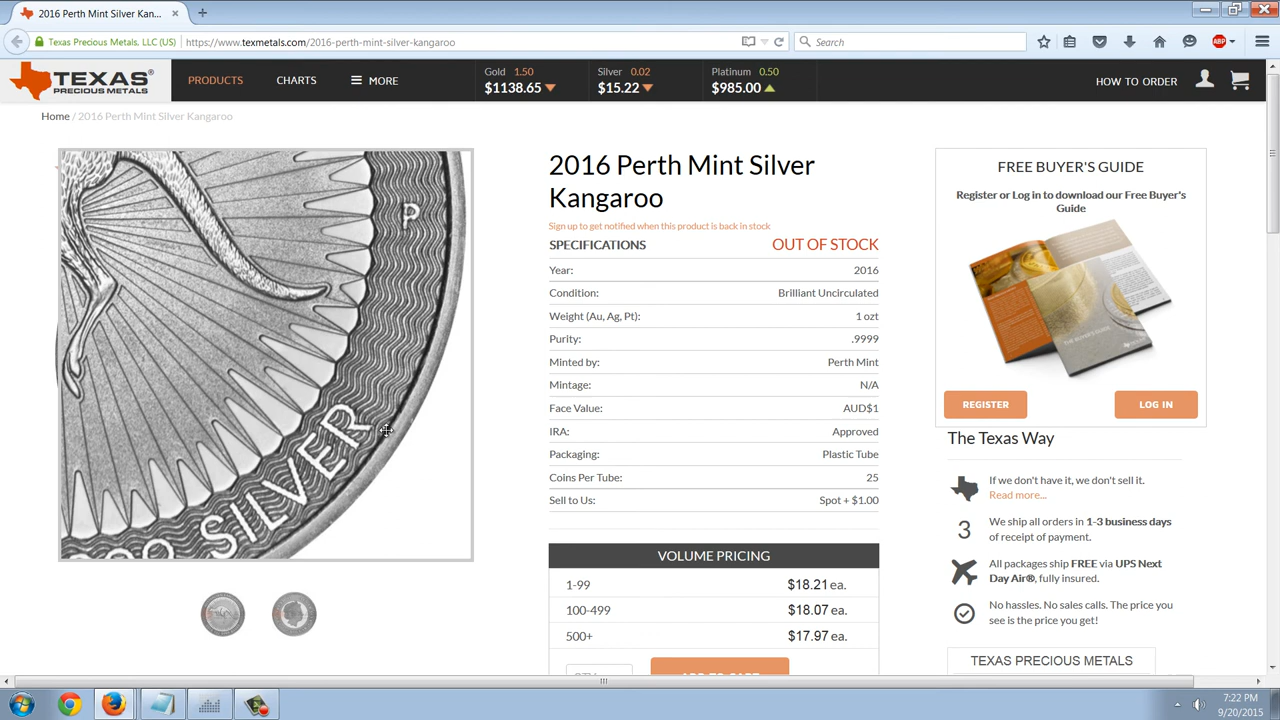 2016 Perth Mint Silver Kan...
Texas Precious Metals, LLC (US)
https://www.texmetals.com/2016-perth-mint-silver-kangaroo
Search
ABP
TEXAS®
PRECIOUS METALS
PRODUCTS
CHARTS
MORE
Gold 1.50
$1138.65
Silver 0.02
$15.22
Platinum 0.50
$985.00
HOW TO ORDER
Home / 2016 Perth Mint Silver Kangaroo
P
SILVER
2016 Perth Mint Silver
Kangaroo
Sign up to get notified when this product is back in stock
SPECIFICATIONS OUT OF STOCK
Year: 2016
Condition: Brilliant Uncirculated
Weight (Au, Ag, Pt): 1 ozt
Purity: .9999
Minted by: Perth Mint
Mintage: N/A
Face Value: AUD$1
IRA: Approved
Packaging: Plastic Tube
Coins Per Tube: 25
Sell to Us: Spot + $1.00
VOLUME PRICING
1-99 $18.21 ea.
100-499 $18.07 ea.
500+ $17.97 ea.
FREE BUYER'S GUIDE
Register or Log in to download our Free Buyer's
Guide
REGISTER
LOG IN
The Texas Way
If we don't have it, we don't sell it.
Read more...
3
We ship all orders in 1-3 business days
of receipt of payment.
All packages ship FREE via UPS Next
Day Air®, fully insured.
No hassles. No sales calls. The price you
see is the price you get!
TEXAS PRECIOUS METALS
7:22 PM
9/20/2015